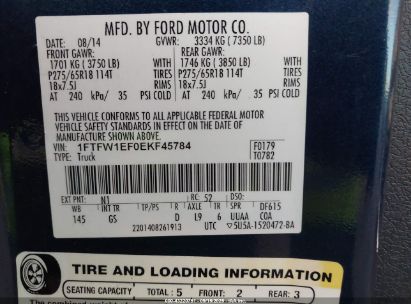 MFD. BY FORD MOTOR CO.
DATE: 08/14 GVWR: 3334 KG ( 7350 LB)
FRONT GAWR: REAR GAWR:
1701 KG ( 3750 LB) WITH 1746 KG ( 3850 LB) WITH
P275/65R18 114T TIRES P275/65R18 114T TIRES
18x7.5J RIMS 18x7.5J RIMS
AT 240 kPa/ 35 PSI COLD AT 240 kPa/ 35 PSI COLD
THIS VEHICLE CONFORMS TO ALL APPLICABLE FEDERAL MOTOR
VEHICLE SAFETY STANDARDS IN EFFECT ON THE DATE OF
MANUFACTURE SHOWN ABOVE.
VIN: 1FTFW1EF0EKF45784 F0179
TYPE: Truck T0782
EXT PNT: N1 RC: 52 DSO:
WB TP/PS R AXLE TR SPR DF615
145 GS D L9 6 UUAA COA
2201408261913 UTC 5U5A-1520472-BA
TIRE AND LOADING INFORMATION
SEATING CAPACITY TOTAL : 5 FRONT: 2 REAR: 3